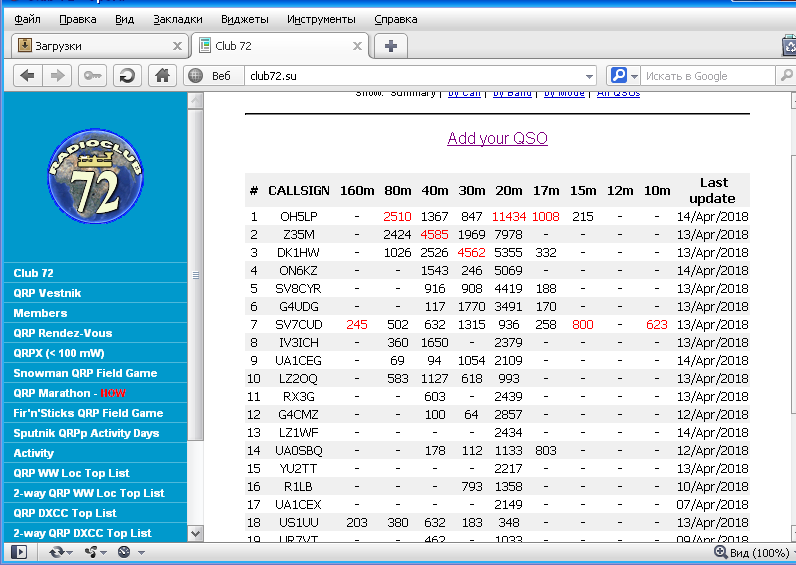 Файл Правка Вид Закладки Виджеты Инструменты Справка
Загрузки Club 72
Веб club72.su Искать в Google
RADIOCLUB
72
Club 72
QRP Vestnik
Members
QRP Rendez-Vous
QRPX (< 100 mW)
Snowman QRP Field Game
QRP Marathon - now
Fir'n'Sticks QRP Field Game
Sputnik QRPp Activity Days
Activity
QRP WW Loc Top List
2-way QRP WW Loc Top List
QRP DXCC Top List
2-way QRP DXCC Top List
Show: Summary | by Call | by Band | by Mode | All QSOs
Add your QSO
# CALLSIGN 160m 80m 40m 30m 20m 17m 15m 12m 10m Last update
1 OH5LP - 2510 1367 847 11434 1008 215 - - 14/Apr/2018
2 Z35M - 2424 4585 1969 7978 - - - - 13/Apr/2018
3 DK1HW - 1026 2526 4562 5355 332 - - - 13/Apr/2018
4 ON6KZ - - 1543 246 5069 - - - - 14/Apr/2018
5 SV8CYR - - 916 908 4419 188 - - - 13/Apr/2018
6 G4UDG - - 117 1770 3491 170 - - - 13/Apr/2018
7 SV7CUD 245 502 632 1315 936 258 800 - 623 13/Apr/2018
8 IV3ICH - 360 1650 - 2379 - - - - 13/Apr/2018
9 UA1CEG - 69 94 1054 2109 - - - - 14/Apr/2018
10 LZ2OQ - 583 1127 618 993 - - - - 13/Apr/2018
11 RX3G - - 603 - 2439 - - - - 13/Apr/2018
12 G4CMZ - - 100 64 2857 - - - - 12/Apr/2018
13 LZ1WF - - - - 2434 - - - - 14/Apr/2018
14 UA0SBQ - - 178 112 1133 803 - - - 12/Apr/2018
15 YU2TT - - - - 2217 - - - - 13/Apr/2018
16 R1LB - - - 793 1358 - - - - 10/Apr/2018
17 UA1CEX - - - - 2149 - - - - 07/Apr/2018
18 US1UU 203 380 632 183 348 - - - - 13/Apr/2018
19 UR7VT - - 462 - 1033 - - - - 09/Apr/2018
Вид (100%)